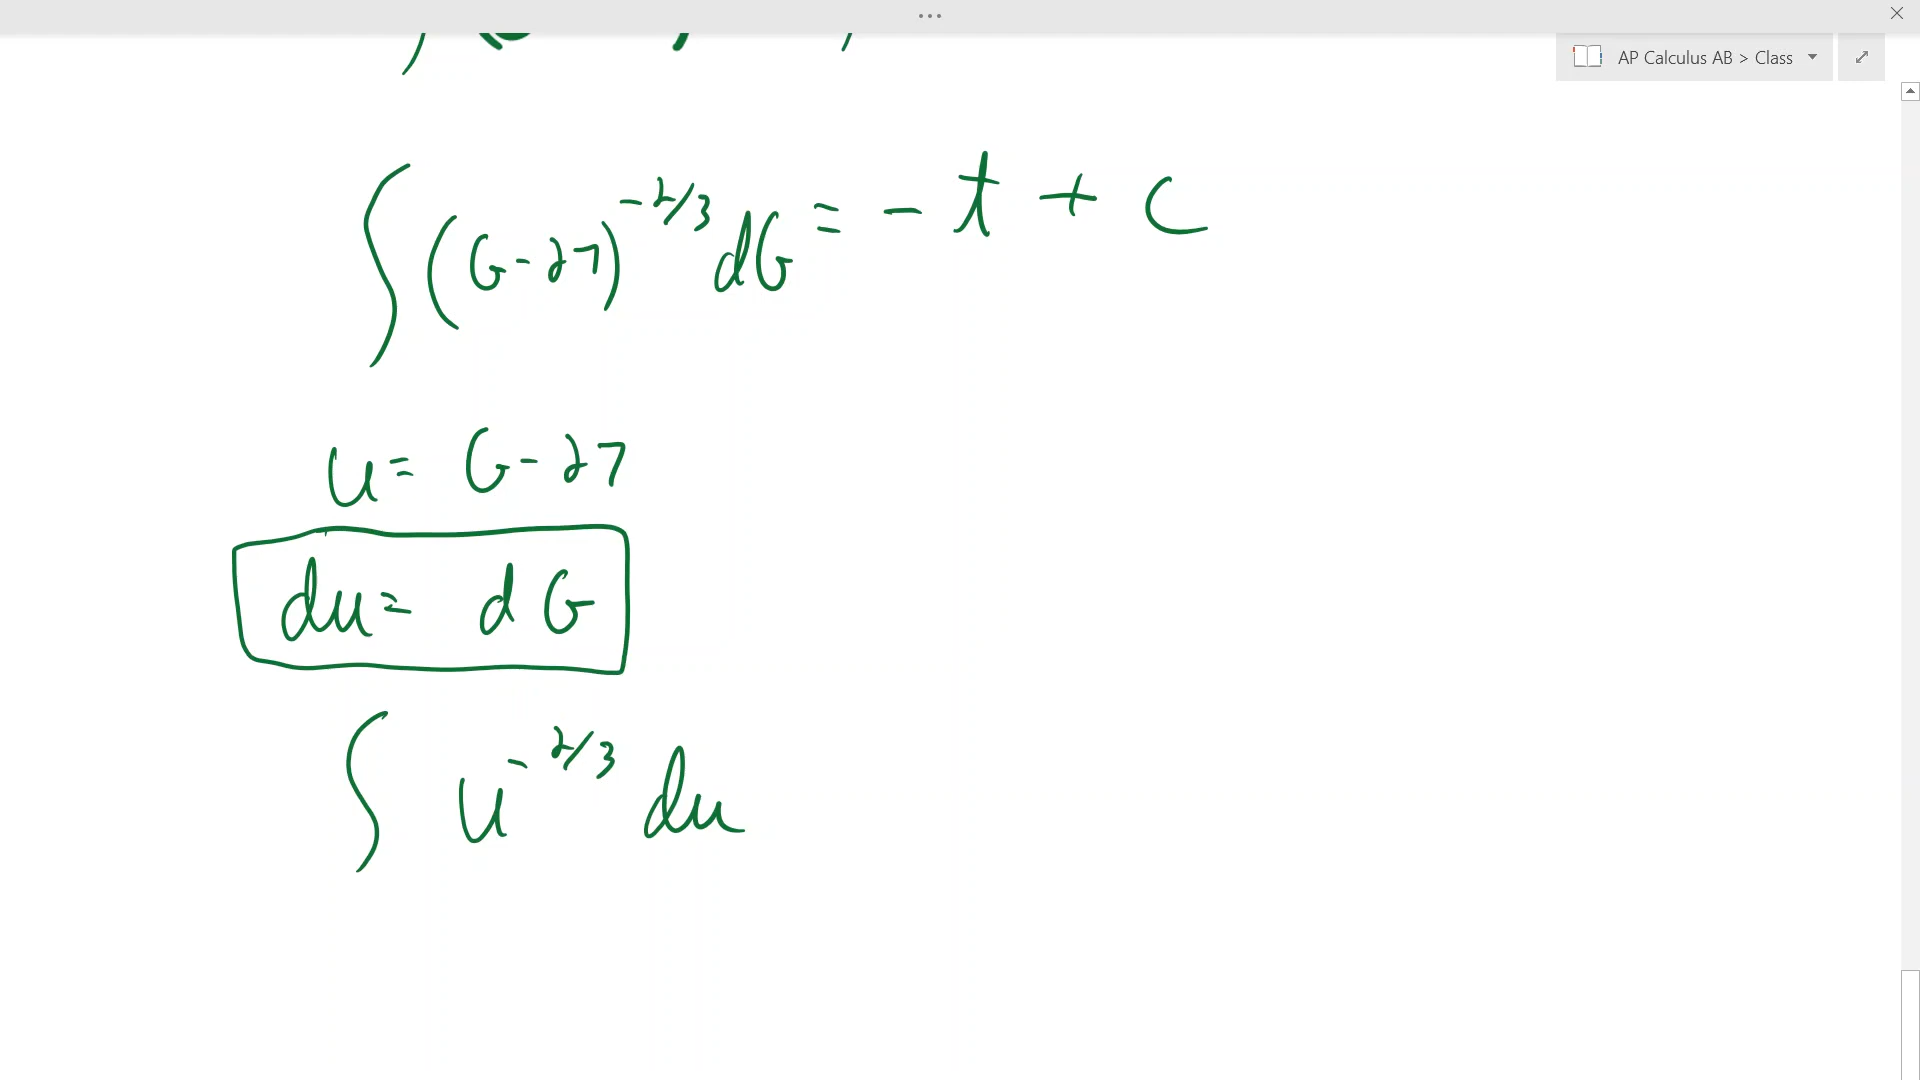 AP Calculus AB > Class
∫(G-27)^{-2/3} dG = - t + C
u = G-27
du = dG
∫ u^{-2/3} du